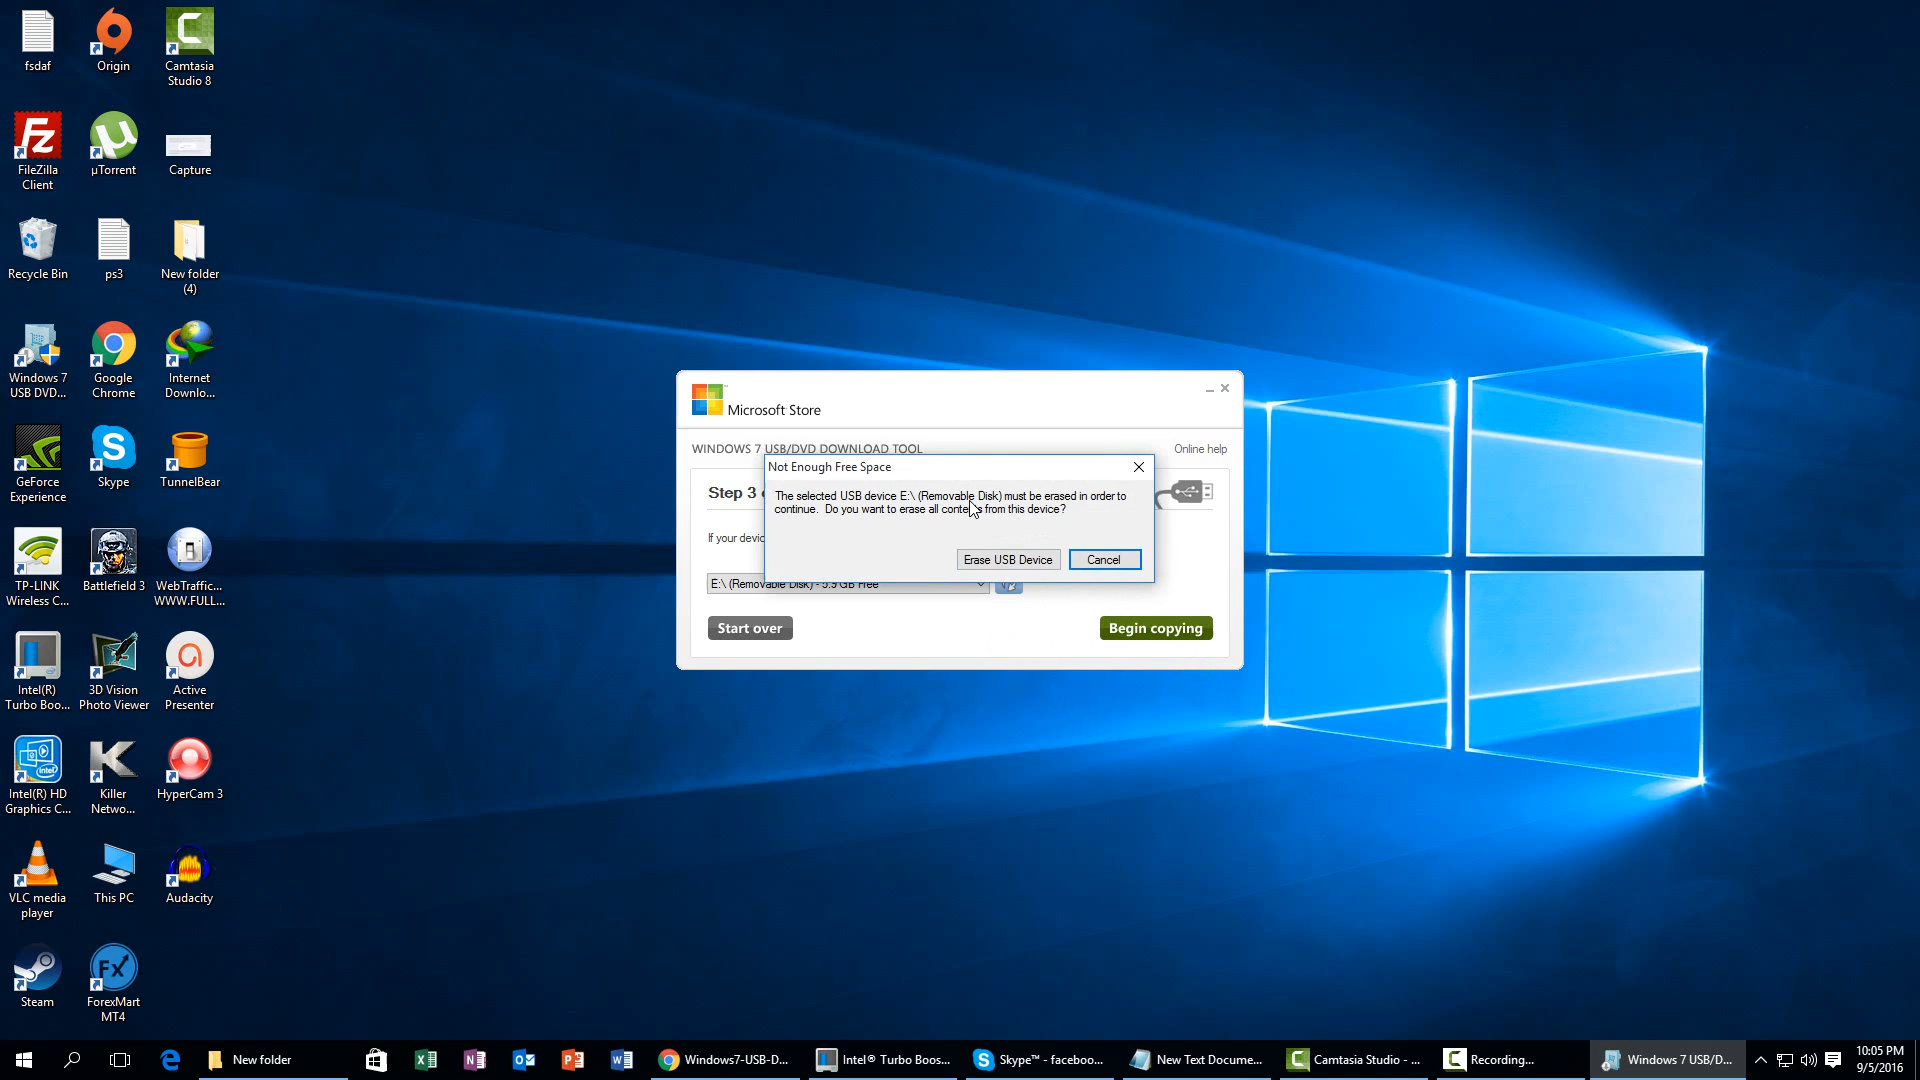 fsdaf
Origin
Camtasia
Studio 8
FileZilla
Client
µTorrent
Capture
Recycle Bin
ps3
New folder
(4)
Windows 7
USB DVD...
Google
Chrome
Internet
Downlo...
GeForce
Experience
Skype
TunnelBear
TP-LINK
Wireless C...
Battlefield 3
WebTraffic...
WWW.FULL...
Intel(R)
Turbo Boo...
3D Vision
Photo Viewer
Active
Presenter
Intel(R) HD
Graphics C...
Killer
Netwo...
HyperCam 3
VLC media
player
This PC
Audacity
Steam
ForexMart
MT4
Microsoft Store
WINDOWS 7 USB/DVD DOWNLOAD TOOL
Online help
Step 3
If your devic
Not Enough Free Space
The selected USB device E:\ (Removable Disk) must be erased in order to
continue. Do you want to erase all contents from this device?
Erase USB Device
Cancel
E:\ (Removable Disk) - 5.9 GB Free
Start over
Begin copying
New folder
Windows7-USB-D...
Intel® Turbo Boos...
Skype™ - faceboo...
New Text Docume...
Camtasia Studio - ...
Recording...
Windows 7 USB/D...
10:05 PM
9/5/2016